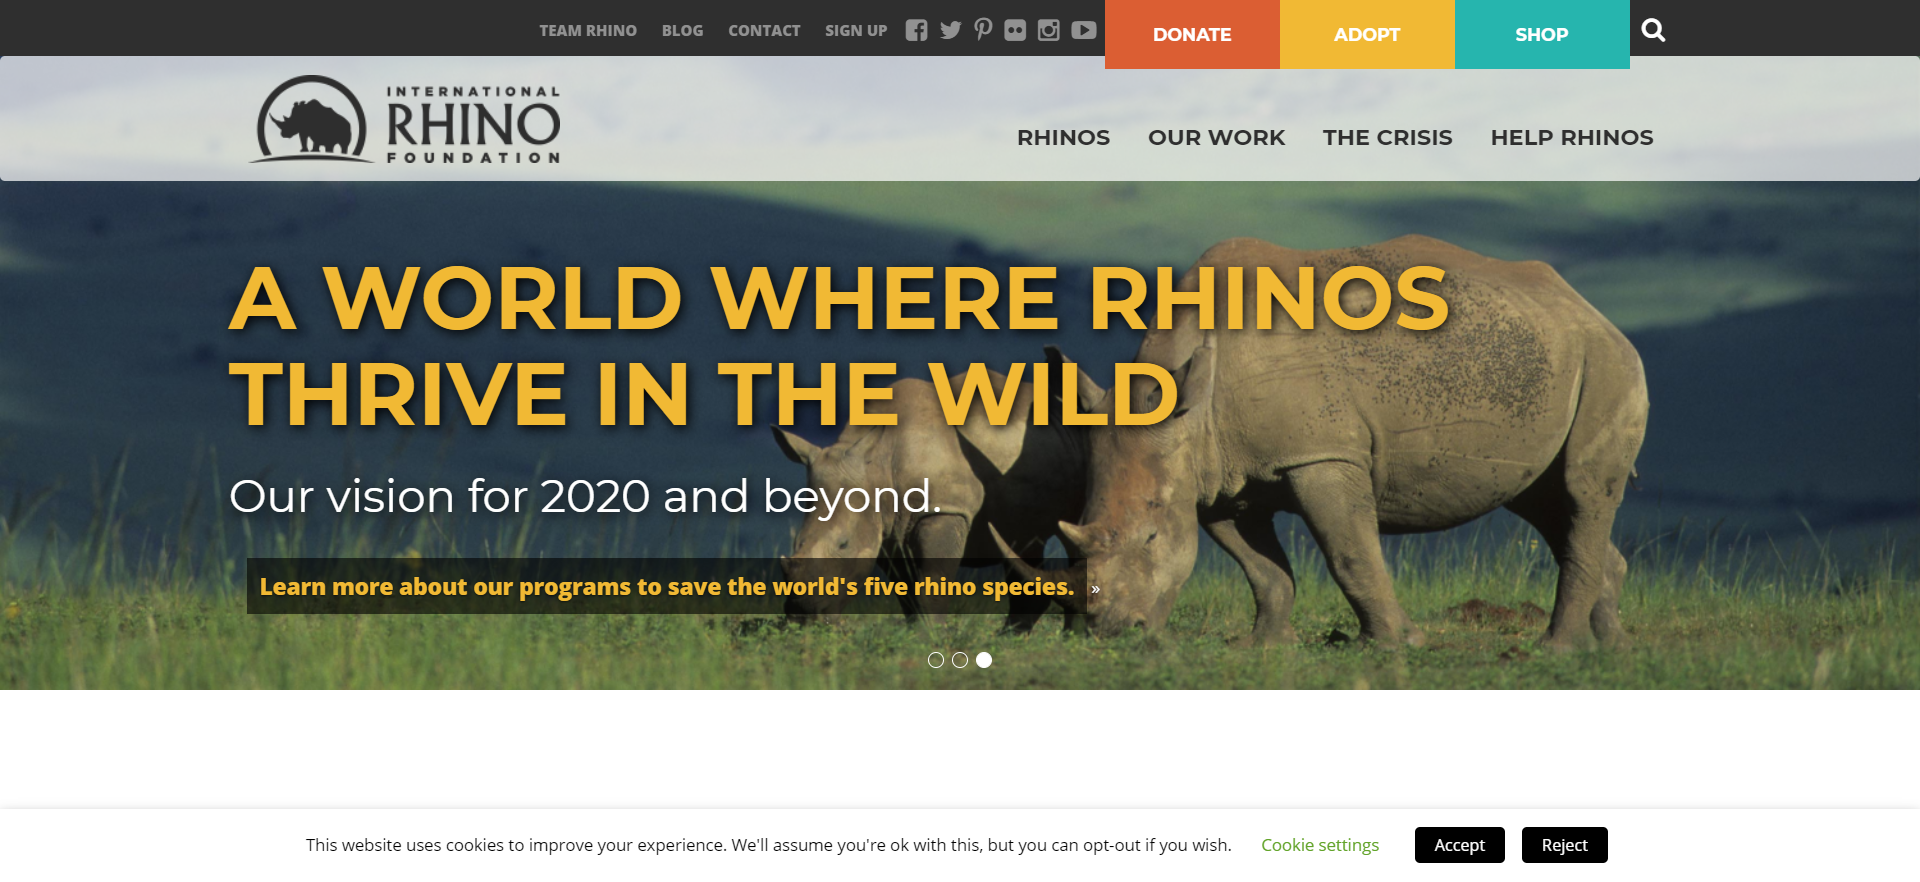 TEAM RHINO BLOG CONTACT SIGN UP DONATE ADOPT SHOP
INTERNATIONAL
RHINO
FOUNDATION
RHINOS OUR WORK THE CRISIS HELP RHINOS
A WORLD WHERE RHINOS
THRIVE IN THE WILD
Our vision for 2020 and beyond.
Learn more about our programs to save the world's five rhino species. »
This website uses cookies to improve your experience. We'll assume you're ok with this, but you can opt-out if you wish. Cookie settings Accept Reject